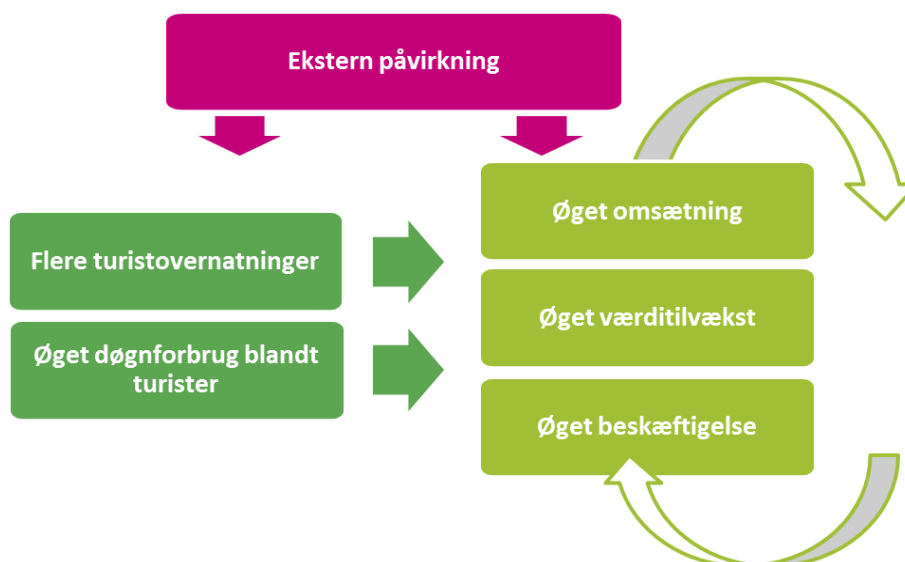 Ekstern påvirkning
Flere turistovernatninger
Øget døgnforbrug blandt
turister
Øget omsætning
Øget værditilvækst
Øget beskæftigelse